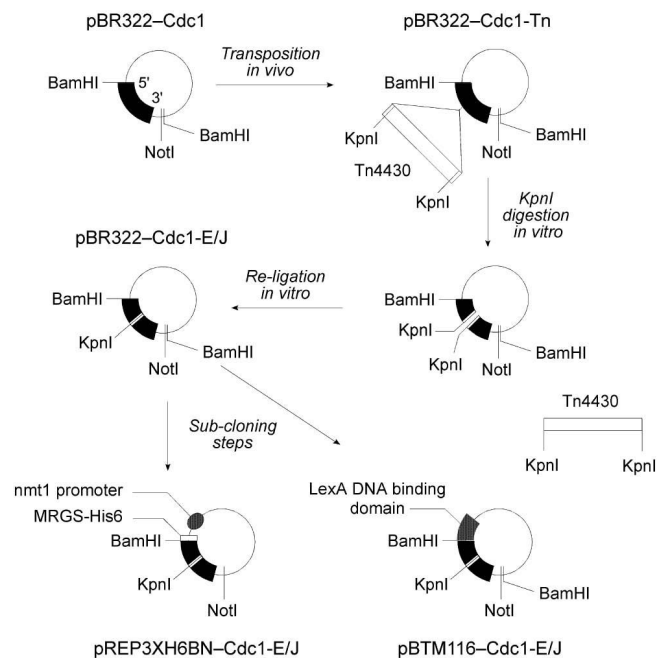 pBR322–Cdc1
BamHI
5'
3'
BamHI
NotI
Transposition
in vivo
pBR322–Cdc1-Tn
BamHI
KpnI
Tn4430
KpnI
BamHI
NotI
KpnI
digestion
in vitro
pBR322–Cdc1-E/J
BamHI
KpnI
BamHI
NotI
Re-ligation
in vitro
BamHI
KpnI
KpnI
BamHI
NotI
Tn4430
KpnI
KpnI
Sub-cloning
steps
nmt1 promoter
MRGS-His6
BamHI
KpnI
NotI
pREP3XH6BN–Cdc1-E/J
LexA DNA binding
domain
BamHI
KpnI
BamHI
NotI
pBTM116–Cdc1-E/J